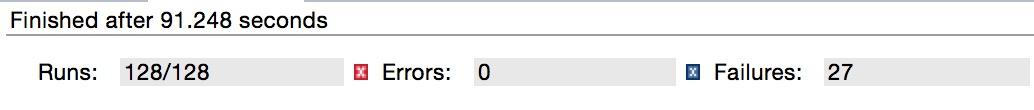 Finished after 91.248 seconds
Runs: 128/128 Errors: 0 Failures: 27